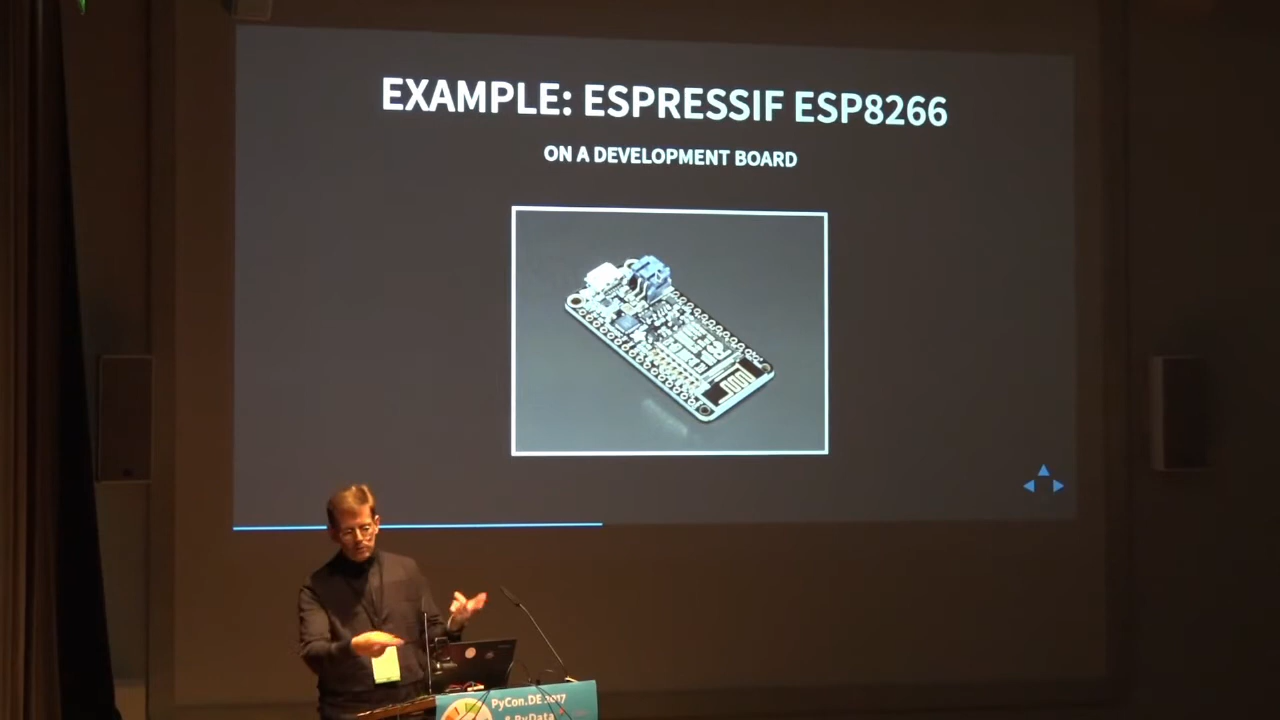 EXAMPLE: ESPRESSIF ESP8266
ON A DEVELOPMENT BOARD
PyCon.DE 2017
& PyData